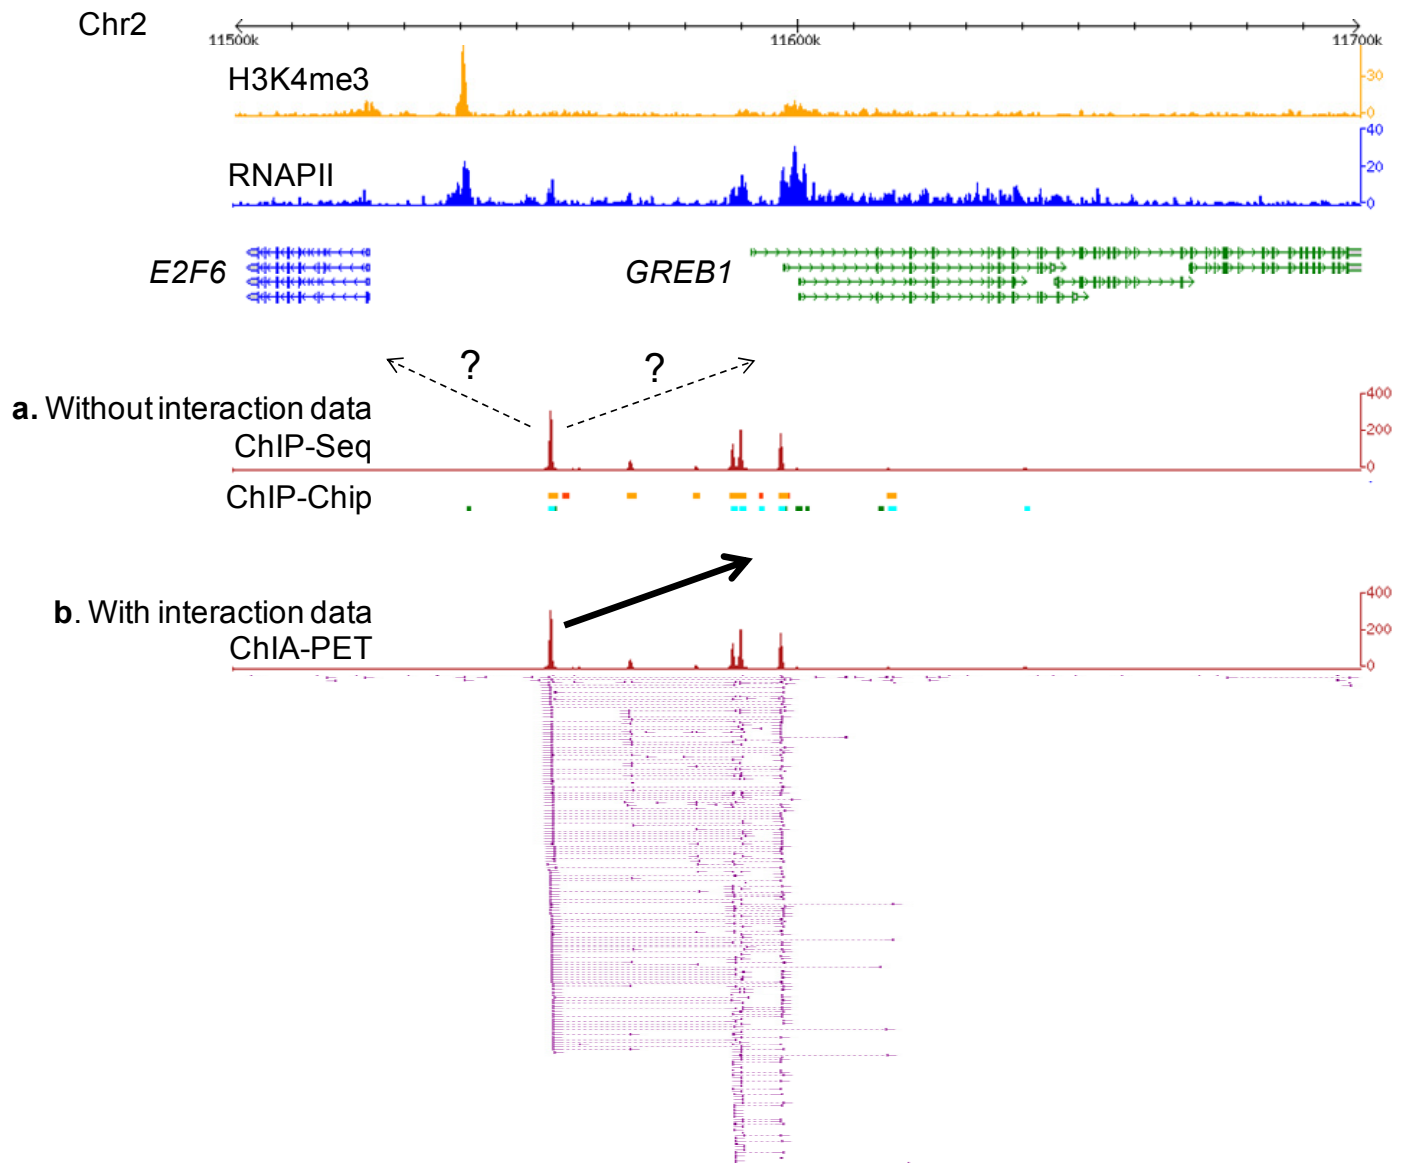 Chr2
11500k 11600k 11700k
H3K4me3
30
0
RNAPII
40
20
0
E2F6 GREB1
? ?
a. Without interaction data
ChIP-Seq
400
200
0
ChIP-Chip
b. With interaction data
ChIA-PET
400
200
0